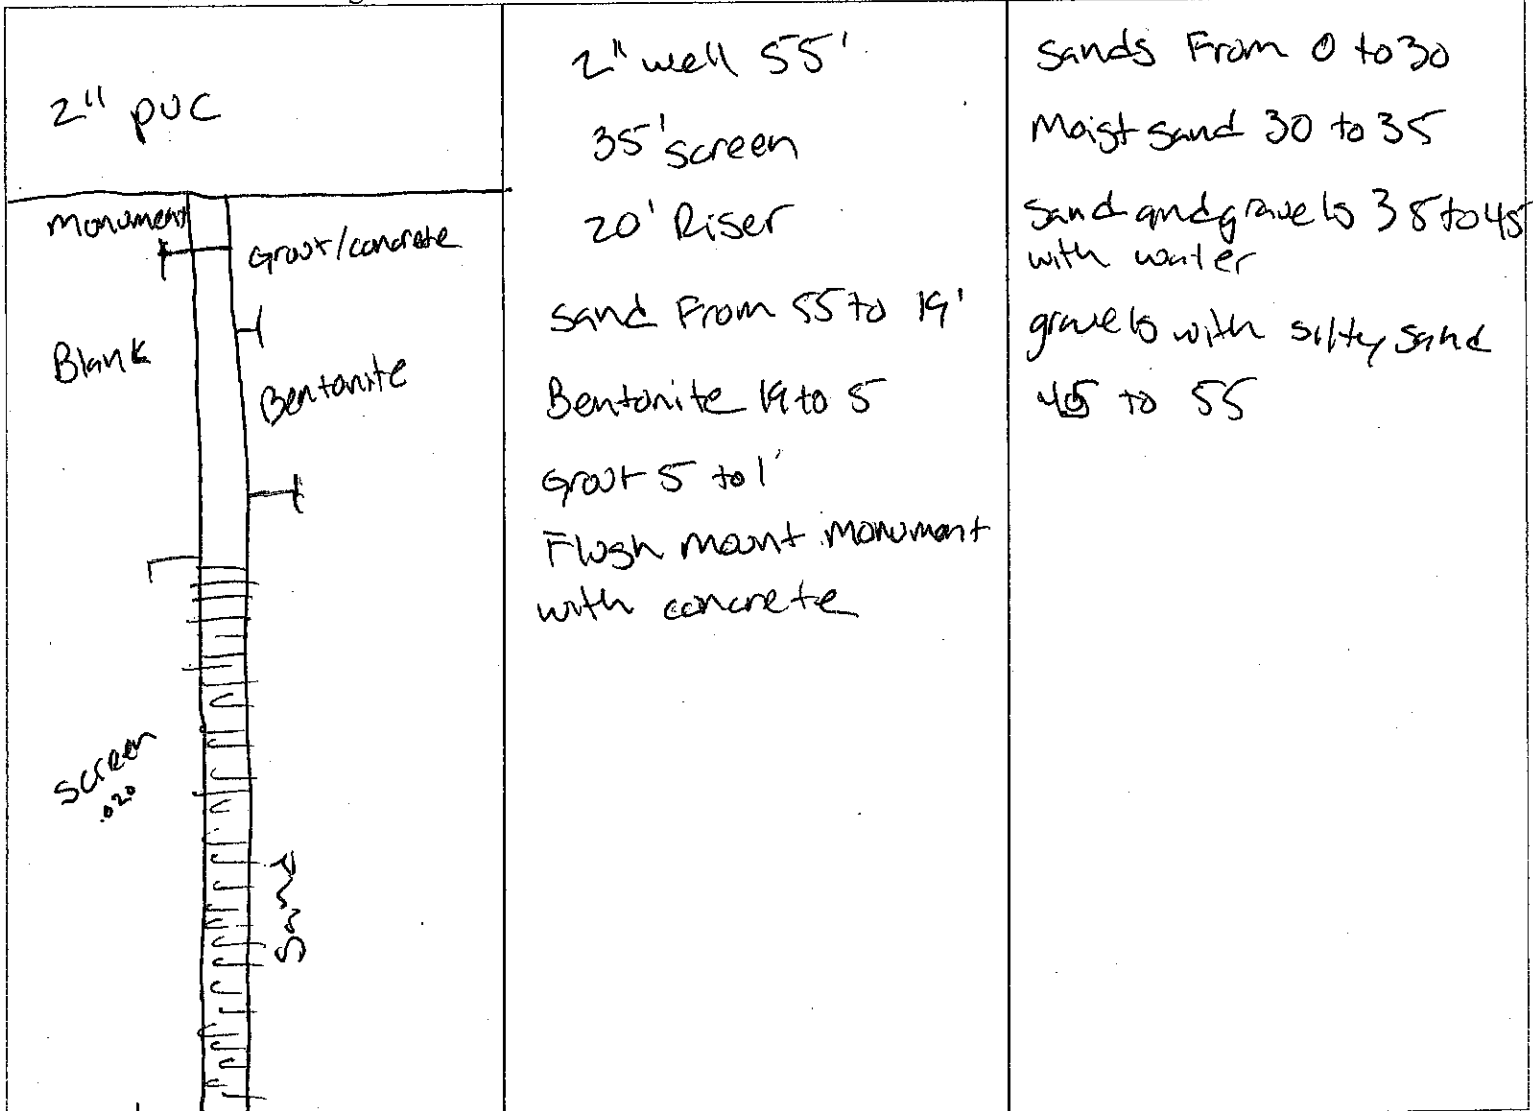 2" PVC
Monument
Grout/concrete
Blank
Bentonite
Screen
.020
Sand
2" well 55'
35' screen
20' Riser
Sand From 55 to 19'
Bentonite 19 to 5
Grout 5 to 1'
Flush mount monument
with concrete
Sands From 0 to 30
Moist sand 30 to 35
Sand and gravels 35 to 45
with water
gravels with silty sand
45 to 55